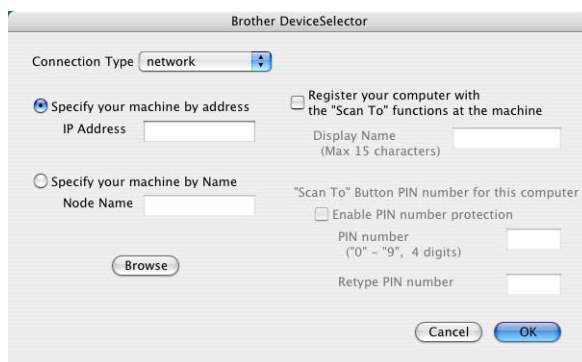 Brother DeviceSelector
Connection Type network
Specify your machine by address
IP Address
Specify your machine by Name
Node Name
Browse
Register your computer with
the "Scan To" functions at the machine
Display Name
(Max 15 characters)
"Scan To" Button PIN number for this computer
Enable PIN number protection
PIN number
("0" – "9", 4 digits)
Retype PIN number
Cancel OK